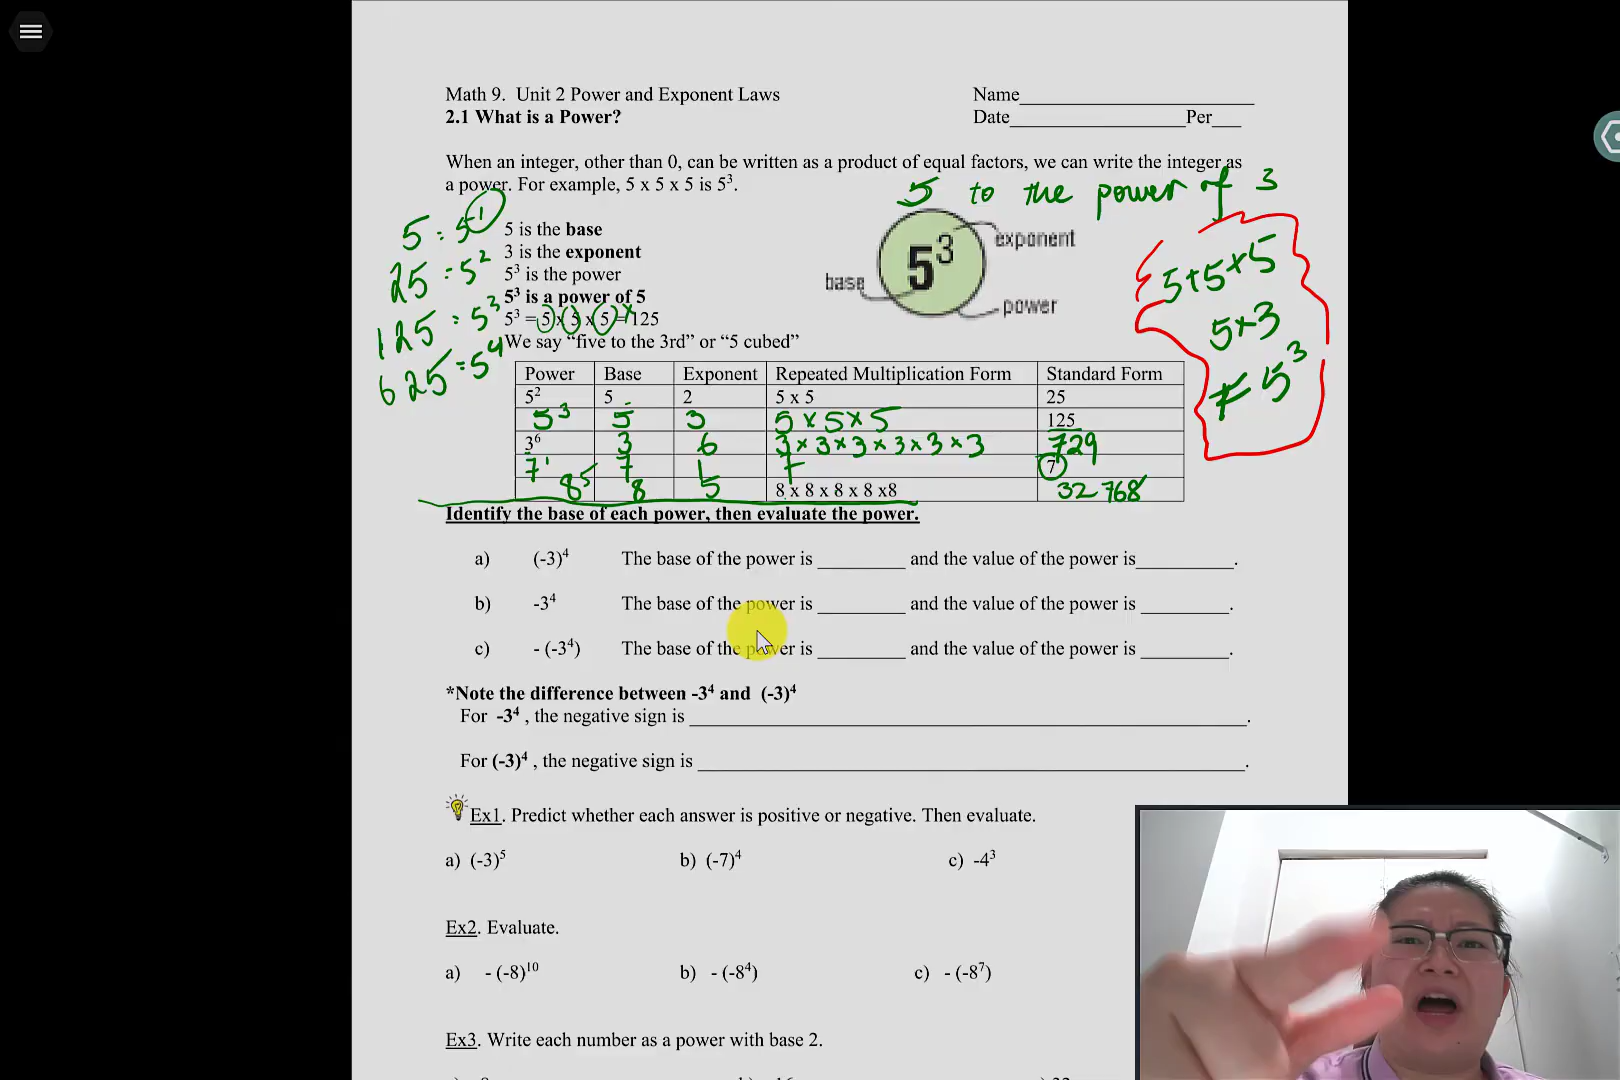 Math 9.  Unit 2 Power and Exponent Laws
Name____________________
2.1 What is a Power?
Date________________Per___
When an integer, other than 0, can be written as a product of equal factors, we can write the integer as
a power. For example, 5 x 5 x 5 is 5³.
5 to the power of 3
5 = 5¹
25 = 5²
125 = 5³
625 = 5⁴
5 is the base
3 is the exponent
5³ is the power
5³ is a power of 5
5³ = 5 x 5 x 5 = 125
We say “five to the 3rd” or “5 cubed”
5³
exponent
base
power
5+5×5
5×3
≠ 5³
Power Base Exponent Repeated Multiplication Form Standard Form
5² 5 2 5 x 5 25
5³ 5 3 5 × 5 × 5 125
3⁶ 3 6 3 × 3 × 3 × 3 × 3 × 3 729
7¹ 7 1 7 7
8⁵ 8 5 8 x 8 x 8 x 8 x8 32 768
Identify the base of each power, then evaluate the power.
a) (-3)⁴ The base of the power is ________ and the value of the power is_________.
b) -3⁴ The base of the power is ________ and the value of the power is ________.
c) - (-3⁴) The base of the power is ________ and the value of the power is ________.
*Note the difference between -3⁴ and (-3)⁴
For -3⁴ , the negative sign is ____________________.
For (-3)⁴ , the negative sign is ____________________.
Ex1. Predict whether each answer is positive or negative. Then evaluate.
a) (-3)⁵ b) (-7)⁴ c) -4³
Ex2. Evaluate.
a) - (-8)¹⁰ b) - (-8⁴) c) - (-8⁷)
Ex3. Write each number as a power with base 2.